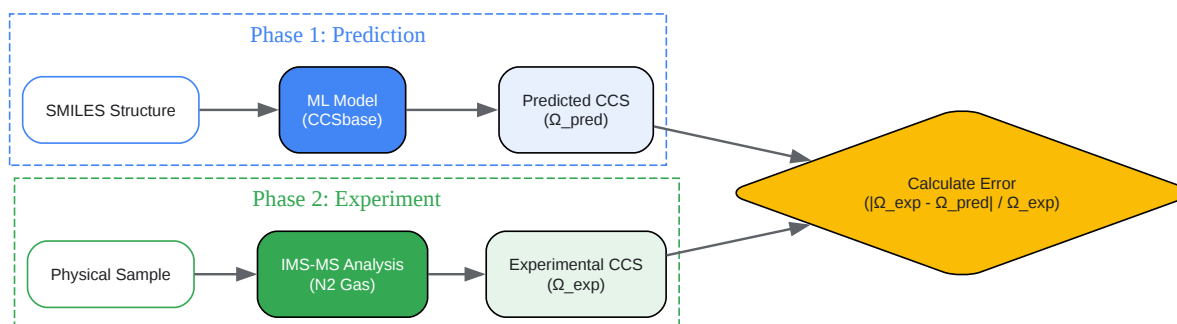 Phase 1: Prediction
SMILES Structure
ML Model
(CCSbase)
Predicted CCS
(Ω_pred)
Phase 2: Experiment
Physical Sample
IMS-MS Analysis
(N2 Gas)
Experimental CCS
(Ω_exp)
Calculate Error
(|Ω_exp - Ω_pred| / Ω_exp)